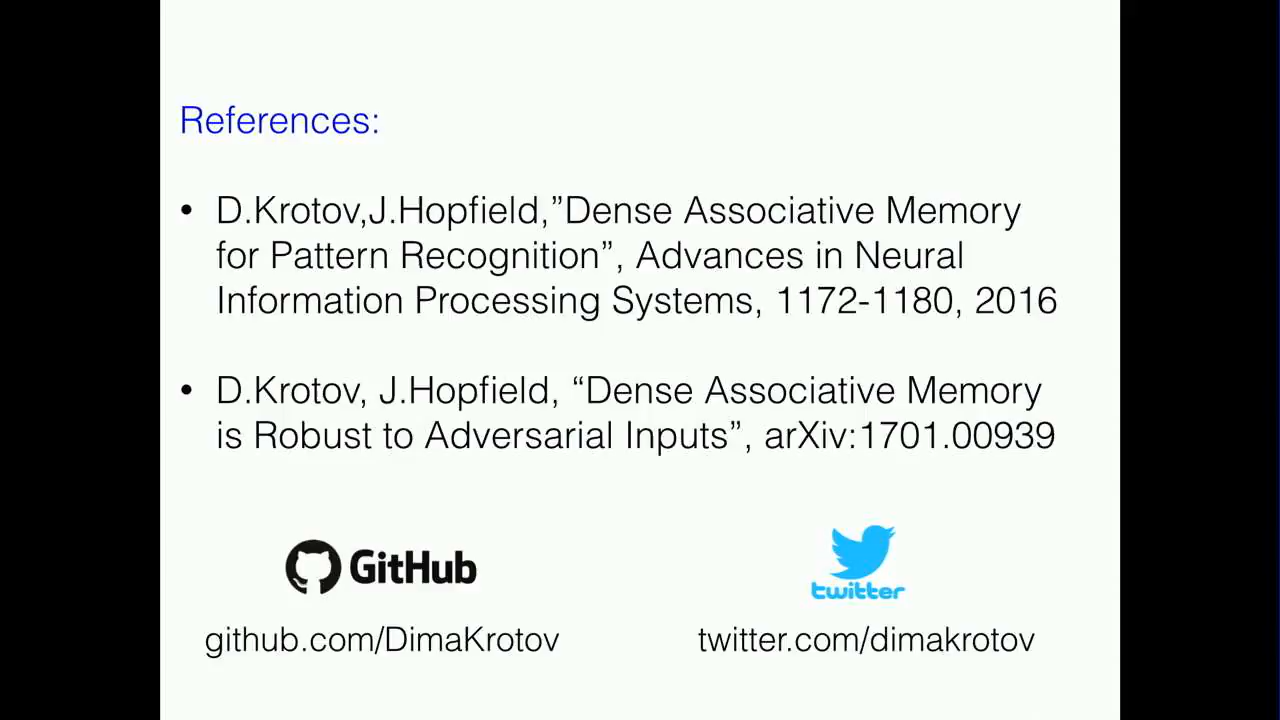 References:
• D.Krotov,J.Hopfield,”Dense Associative Memory
for Pattern Recognition”, Advances in Neural
Information Processing Systems, 1172-1180, 2016
• D.Krotov, J.Hopfield, “Dense Associative Memory
is Robust to Adversarial Inputs”, arXiv:1701.00939
GitHub
twitter
github.com/DimaKrotov
twitter.com/dimakrotov